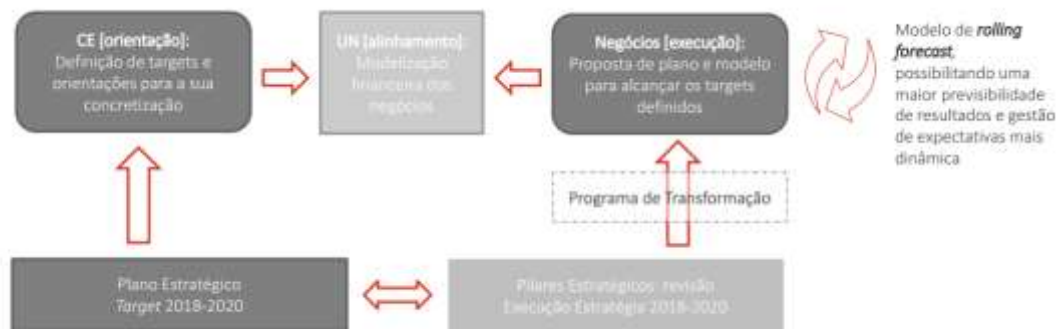 CE [orientação]:
Definição de targets e
orientações para a sua
concretização
UN [alinhamento]:
Modelização
financeira dos
negócios
Negócios [execução]:
Proposta de plano e modelo
para alcançar os targets
definidos
Modelo de rolling
forecast,
possibilitando uma
maior previsibilidade
de resultados e gestão
de expectativas mais
dinâmica
Programa de Transformação
Plano Estratégico
Target 2018-2020
Pilares Estratégicos: revisão
Execução Estratégia 2018-2020